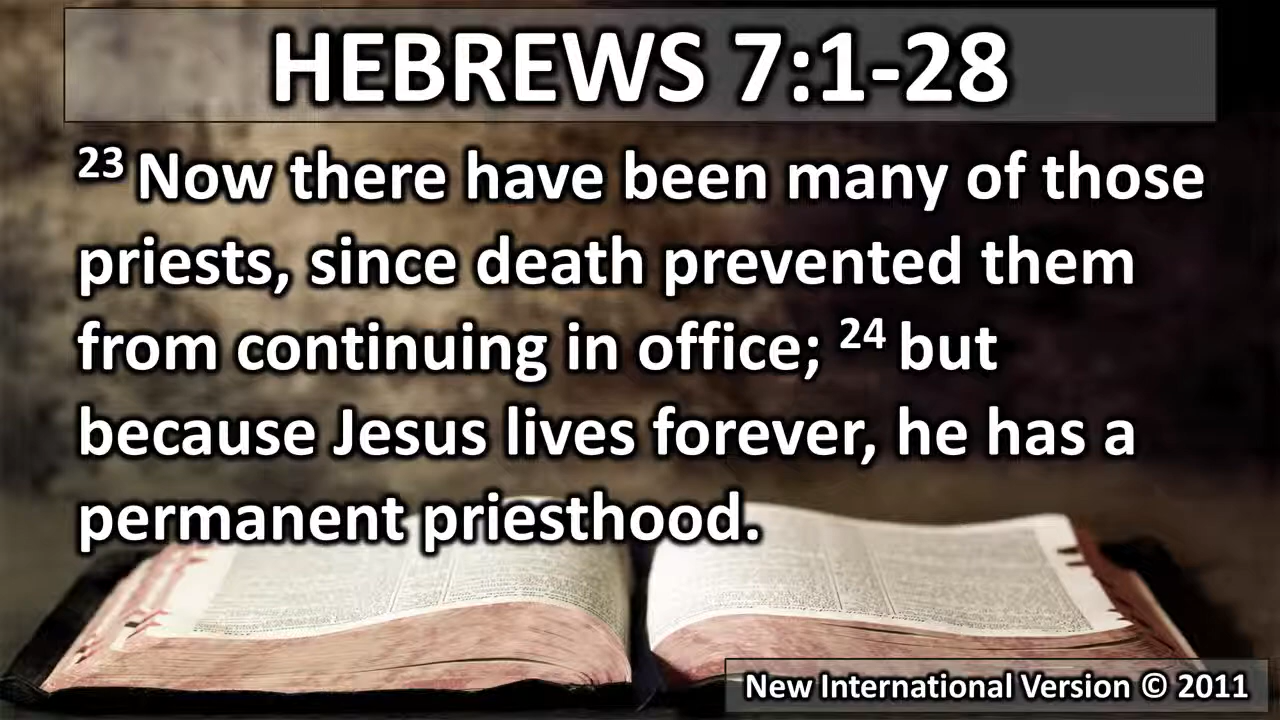 HEBREWS 7:1-28
23 Now there have been many of those
priests, since death prevented them
from continuing in office; 24 but
because Jesus lives forever, he has a
permanent priesthood.
New International Version © 2011